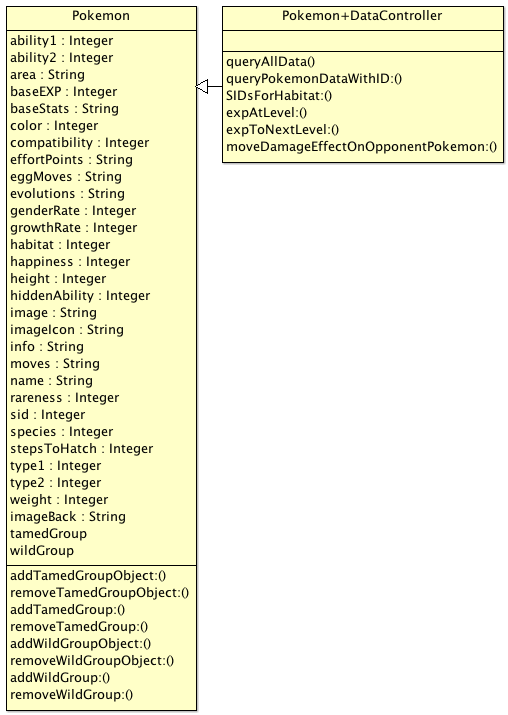 Pokemon
ability1 : Integer
ability2 : Integer
area : String
baseEXP : Integer
baseStats : String
color : Integer
compatibility : Integer
effortPoints : String
eggMoves : String
evolutions : String
genderRate : Integer
growthRate : Integer
habitat : Integer
happiness : Integer
height : Integer
hiddenAbility : Integer
image : String
imageIcon : String
info : String
moves : String
name : String
rareness : Integer
sid : Integer
species : Integer
stepsToHatch : Integer
type1 : Integer
type2 : Integer
weight : Integer
imageBack : String
tamedGroup
wildGroup
addTamedGroupObject:()
removeTamedGroupObject:()
addTamedGroup:()
removeTamedGroup:()
addWildGroupObject:()
removeWildGroupObject:()
addWildGroup:()
removeWildGroup:()
Pokemon+DataController
queryAllData()
queryPokemonDataWithID:()
SIDsForHabitat:()
expAtLevel:()
expToNextLevel:()
moveDamageEffectOnOpponentPokemon:()